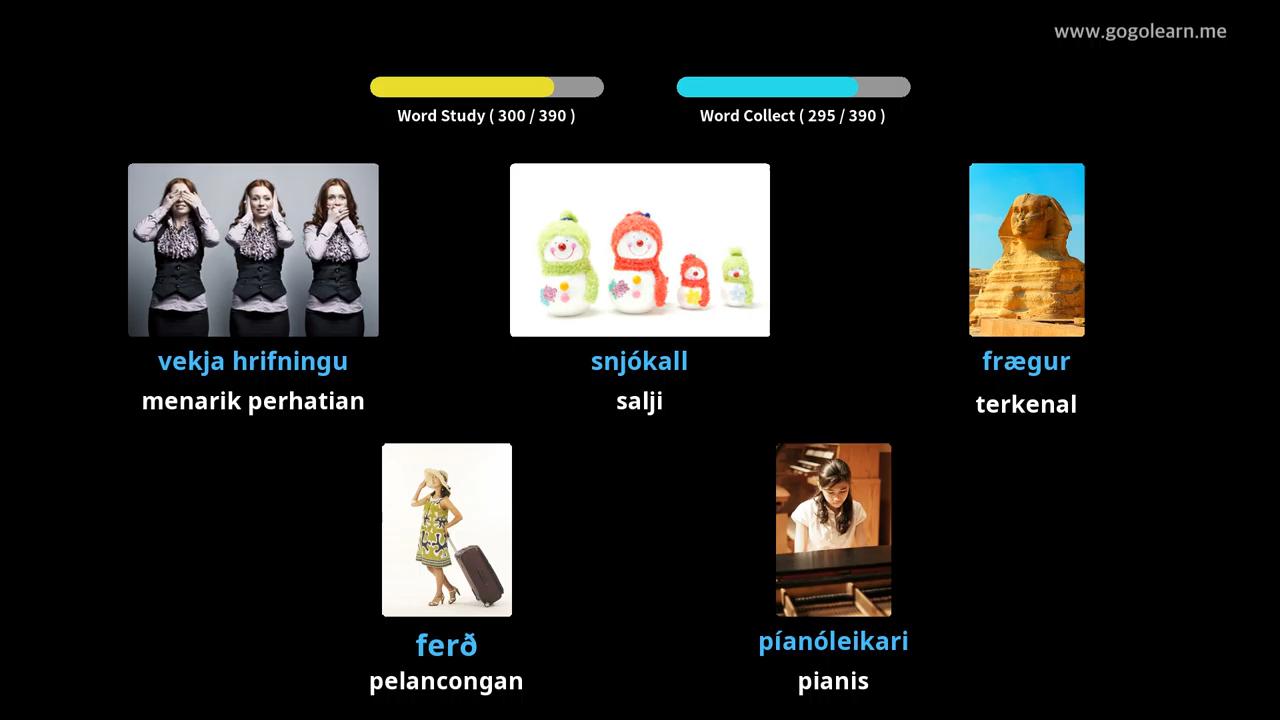 www.gogolearn.me
Word Study ( 300 / 390 )
Word Collect ( 295 / 390 )
vekja hrifningu
menarik perhatian
snjókall
salji
frægur
terkenal
ferð
pelancongan
píanóleikari
pianis